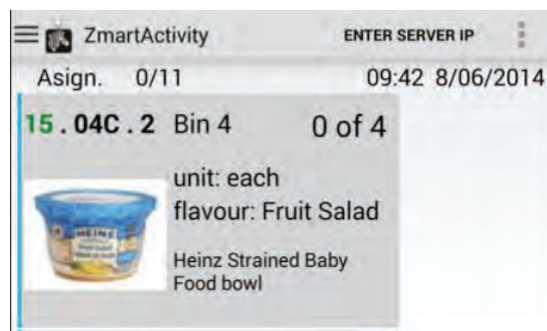 ZmartActivity ENTER SERVER IP
Asign. 0/11 09:42 8/06/2014
15 . 04C . 2 Bin 4 0 of 4
unit: each
flavour: Fruit Salad
HEINZ
Heinz Strained Baby
Food bowl